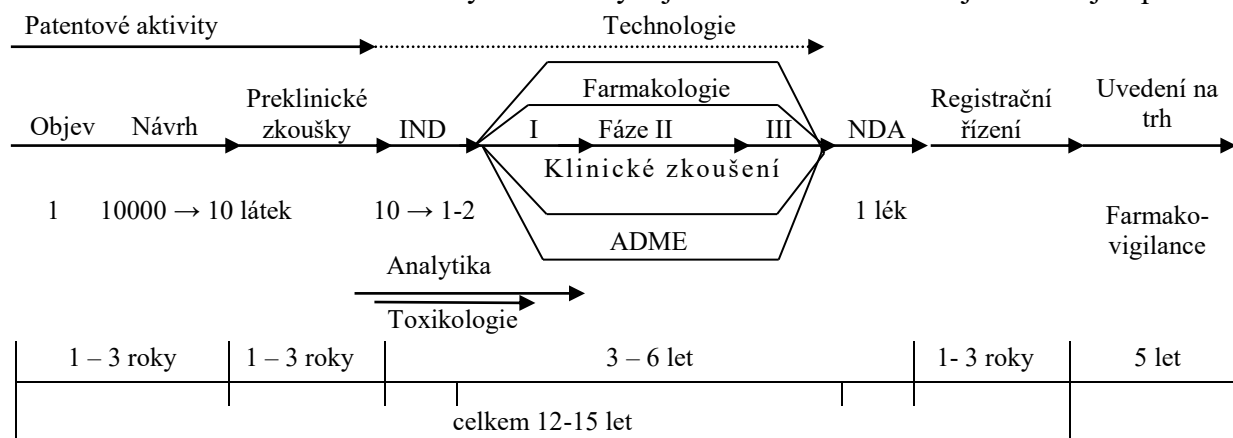 Patentové aktivity
Technologie
Farmakologie
Objev
Návrh
Preklinické
zkoušky
IND
I
Fáze II
III
NDA
Registrační
řízení
Uvedení na
trh
Klinické zkoušení
1
10000 → 10 látek
10 → 1-2
1 lék
ADME
Farmako-
vigilance
Analytika
Toxikologie
1 – 3 roky
1 – 3 roky
3 – 6 let
1- 3 roky
5 let
celkem 12-15 let